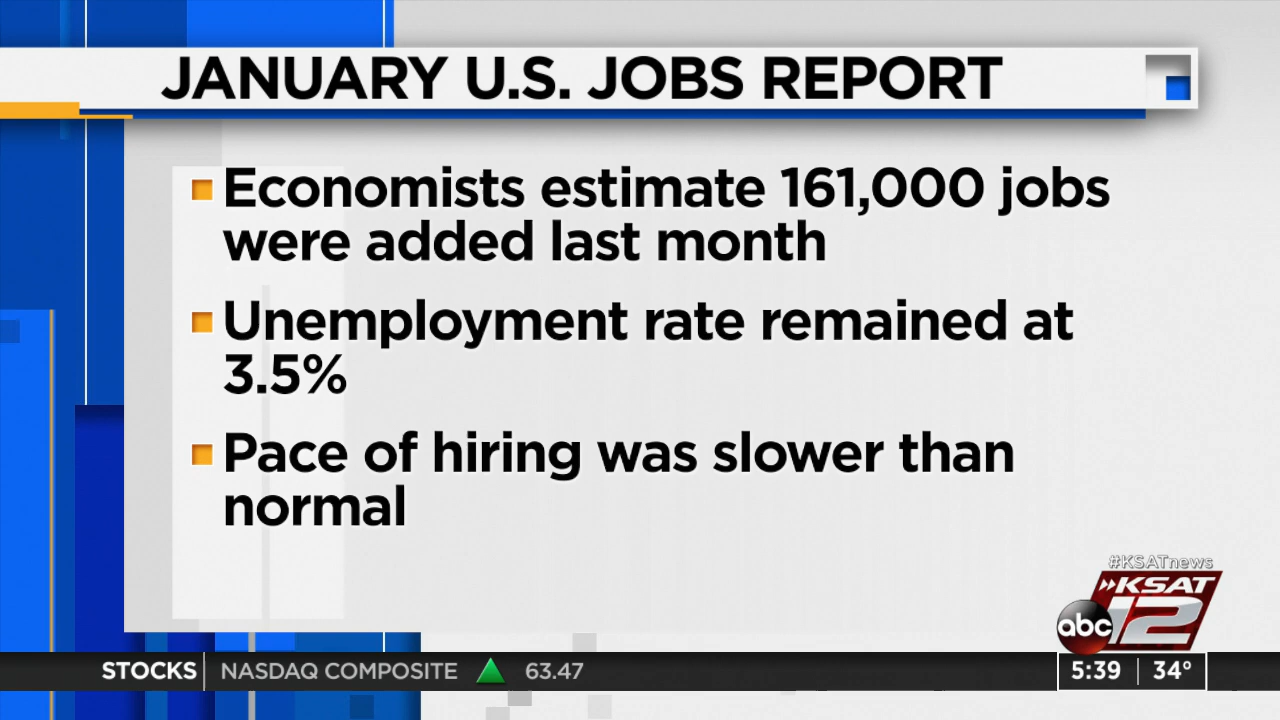 JANUARY U.S. JOBS REPORT
Economists estimate 161,000 jobs
were added last month
Unemployment rate remained at
3.5%
Pace of hiring was slower than
normal
#KSATnews
KSAT
abc 12
STOCKS NASDAQ COMPOSITE ▲ 63.47
5:39 34°